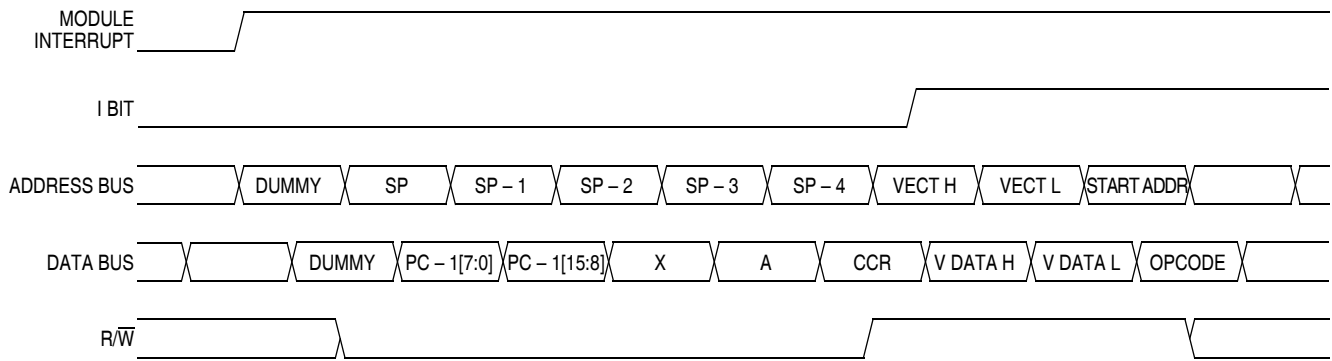 MODULE
INTERRUPT
I BIT
ADDRESS BUS DUMMY SP SP – 1 SP – 2 SP – 3 SP – 4 VECT H VECT L START ADDR
DATA BUS DUMMY PC – 1[7:0] PC – 1[15:8] X A CCR V DATA H V DATA L OPCODE
R/W̅